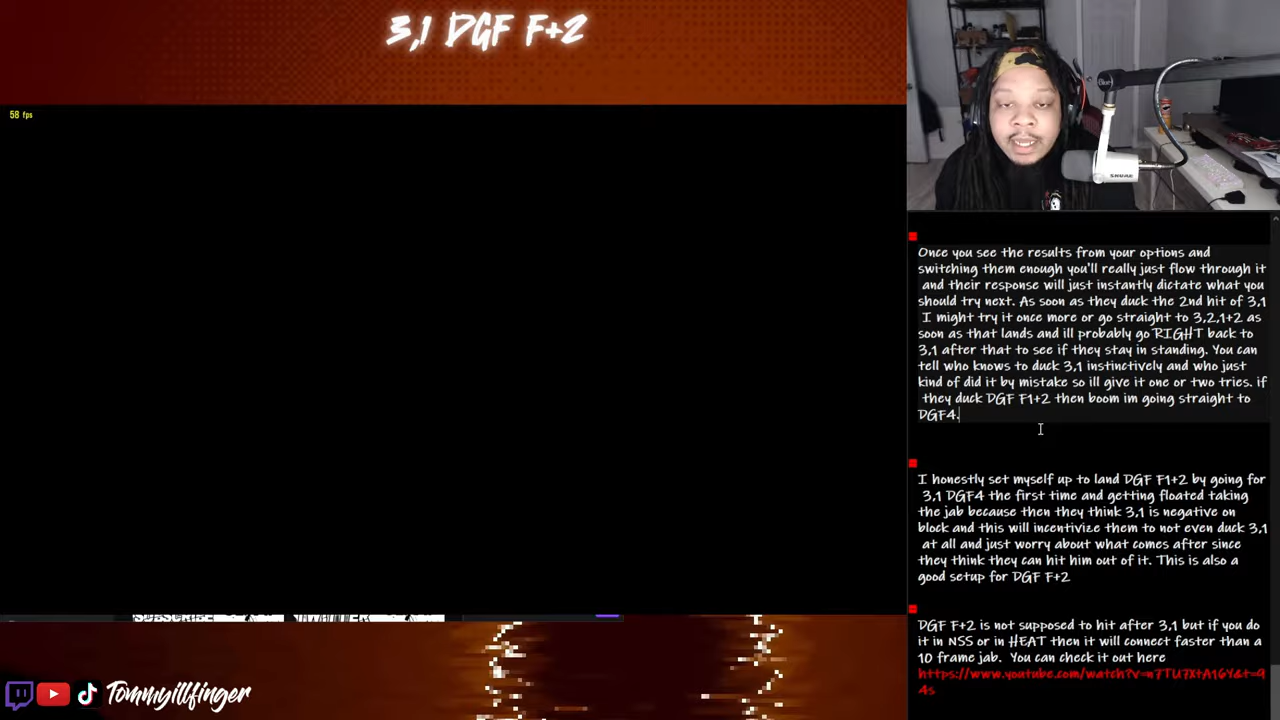 3,1 DGF F+2
58 fps
SHURE
Once you see the results from your options and
switching them enough you'll really just flow through it
and their response will just instantly dictate what you
should try next. As soon as they duck the 2nd hit of 3,1
I might try it once more or go straight to 3,2,1+2 as
soon as that lands and ill probably go RIGHT back to
3,1 after that to see if they stay in standing. You can
tell who knows to duck 3,1 instinctively and who just
kind of did it by mistake so ill give it one or two tries. if
they duck DGF F1+2 then boom im going straight to
DGF4.
I honestly set myself up to land DGF F1+2 by going for
3,1 DGF4 the first time and getting floated taking
the jab because then they think 3,1 is negative on
block and this will incentivize them to not even duck 3,1
at all and just worry about what comes after since
they think they can hit him out of it. This is also a
good setup for DGF F+2
DGF F+2 is not supposed to hit after 3,1 but if you do
it in NSS or in HEAT then it will connect faster than a
10 frame jab. You can check it out here
https://www.youtube.com/watch?v=n7TU7XtA1GY&t=9
4s
Tommyillfinger